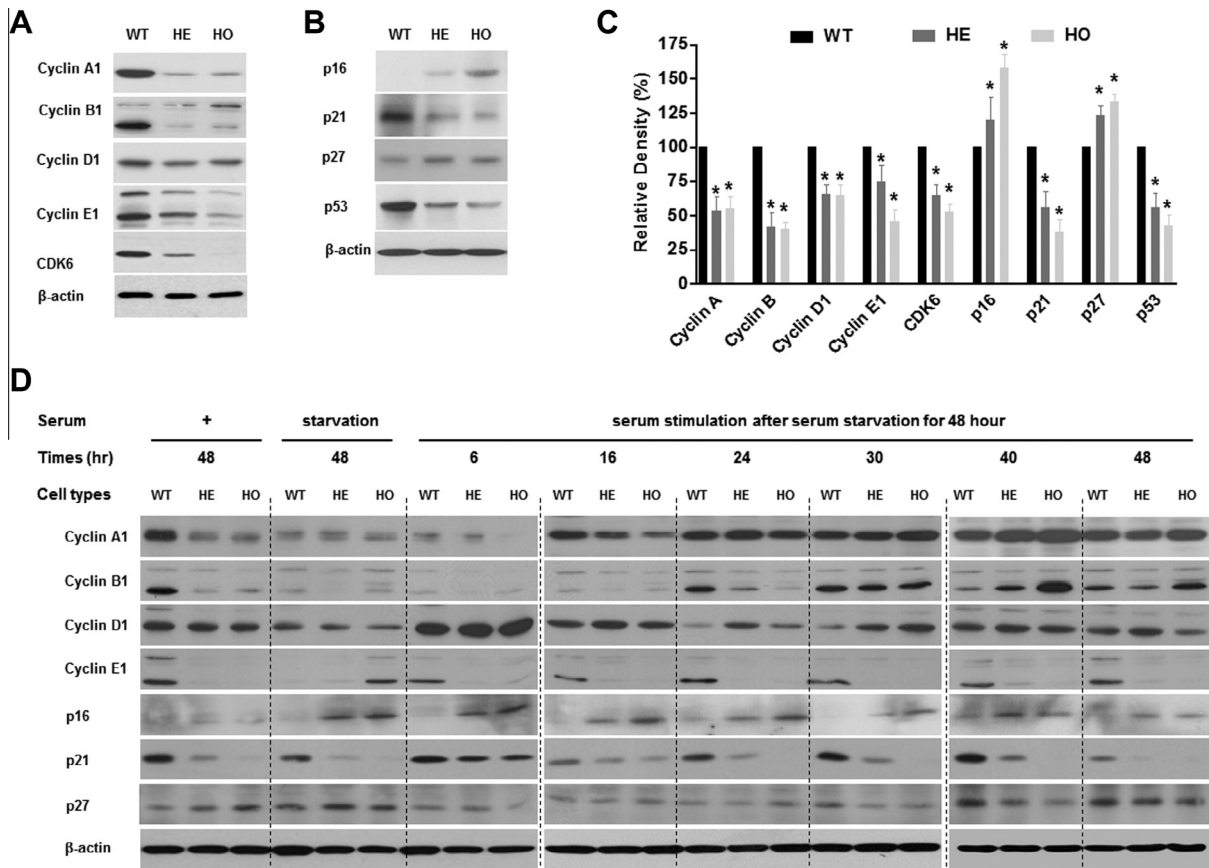 A
WT HE HO
Cyclin A1
Cyclin B1
Cyclin D1
Cyclin E1
CDK6
β-actin
B
WT HE HO
p16
p21
p27
p53
β-actin
C
WT HE HO
Relative Density (%)
175
150
125
100
75
50
25
0
* * * * * * * * * * * * * * * * * *
Cyclin A Cyclin B Cyclin D1 Cyclin E1 CDK6 p16 p21 p27 p53
D
Serum + starvation serum stimulation after serum starvation for 48 hour
Times (hr) 48 48 6 16 24 30 40 48
Cell types WT HE HO WT HE HO WT HE HO WT HE HO WT HE HO WT HE HO WT HE HO WT HE HO
Cyclin A1
Cyclin B1
Cyclin D1
Cyclin E1
p16
p21
p27
β-actin